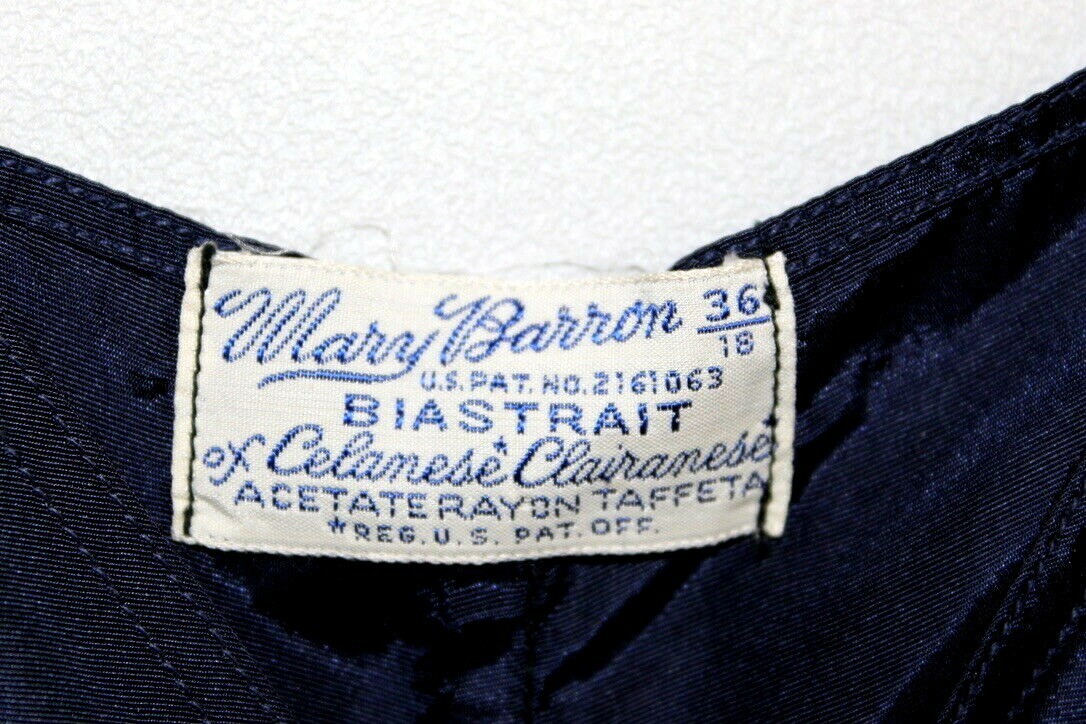 Mary Barron 36
18
U.S. PAT. NO. 2161063
BIASTRAIT
of Celanese* Clairanese*
ACETATE RAYON TAFFETA
*REG. U.S. PAT. OFF.